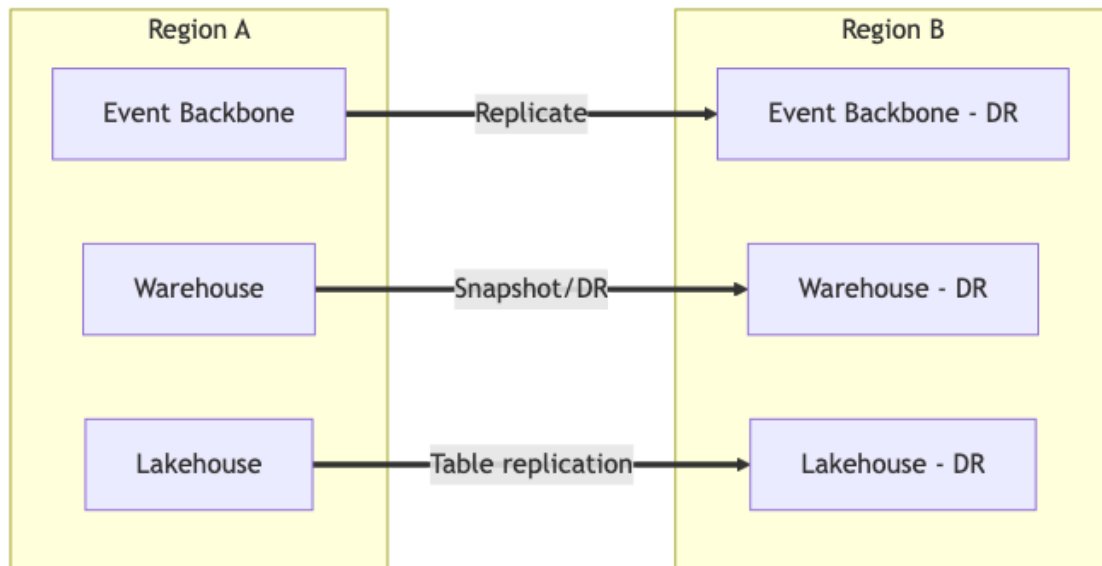 Region A
Region B
Event Backbone
Replicate
Event Backbone - DR
Warehouse
Snapshot/DR
Warehouse - DR
Lakehouse
Table replication
Lakehouse - DR